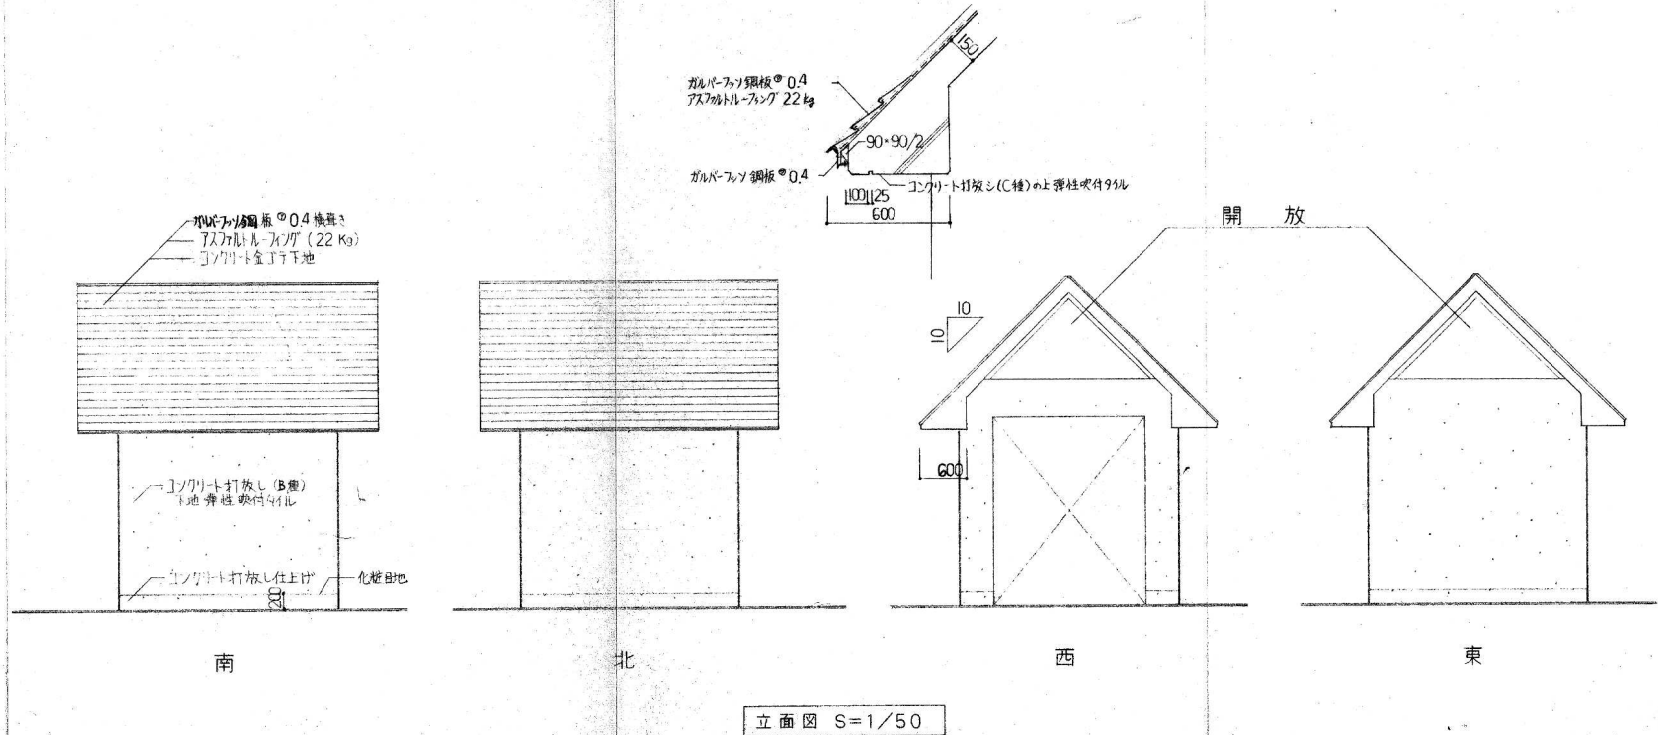 ガルバーフッソ鋼板⑦0.4
アスファルトルーフィング 22kg
150
90×90/2
ガルバーフッソ鋼板⑦0.4
コンクリート打放シ(C種)の上弾性吹付タイル
100 25
600
ガルバーフッソ鋼板⑦0.4横葺き
アスファルトルーフィング(22Kg)
コンクリート金ゴテ下地
開放
10
10
600
コンクリート打放し(B種)
下地弾性吹付タイル
コンクリート打放し仕上げ
化粧目地
200
南
北
西
東
立面図 S=1/50